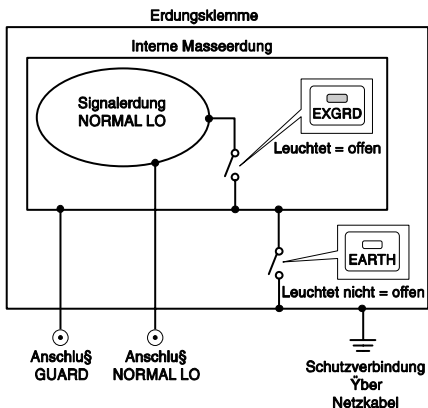 Erdungsklemme
Interne Masseerdung
Signalerdung
NORMAL LO
EXGRD
Leuchtet = offen
EARTH
Leuchtet nicht = offen
Anschlu§
GUARD
Anschlu§
NORMAL LO
Schutzverbindung
Ÿber
Netzkabel